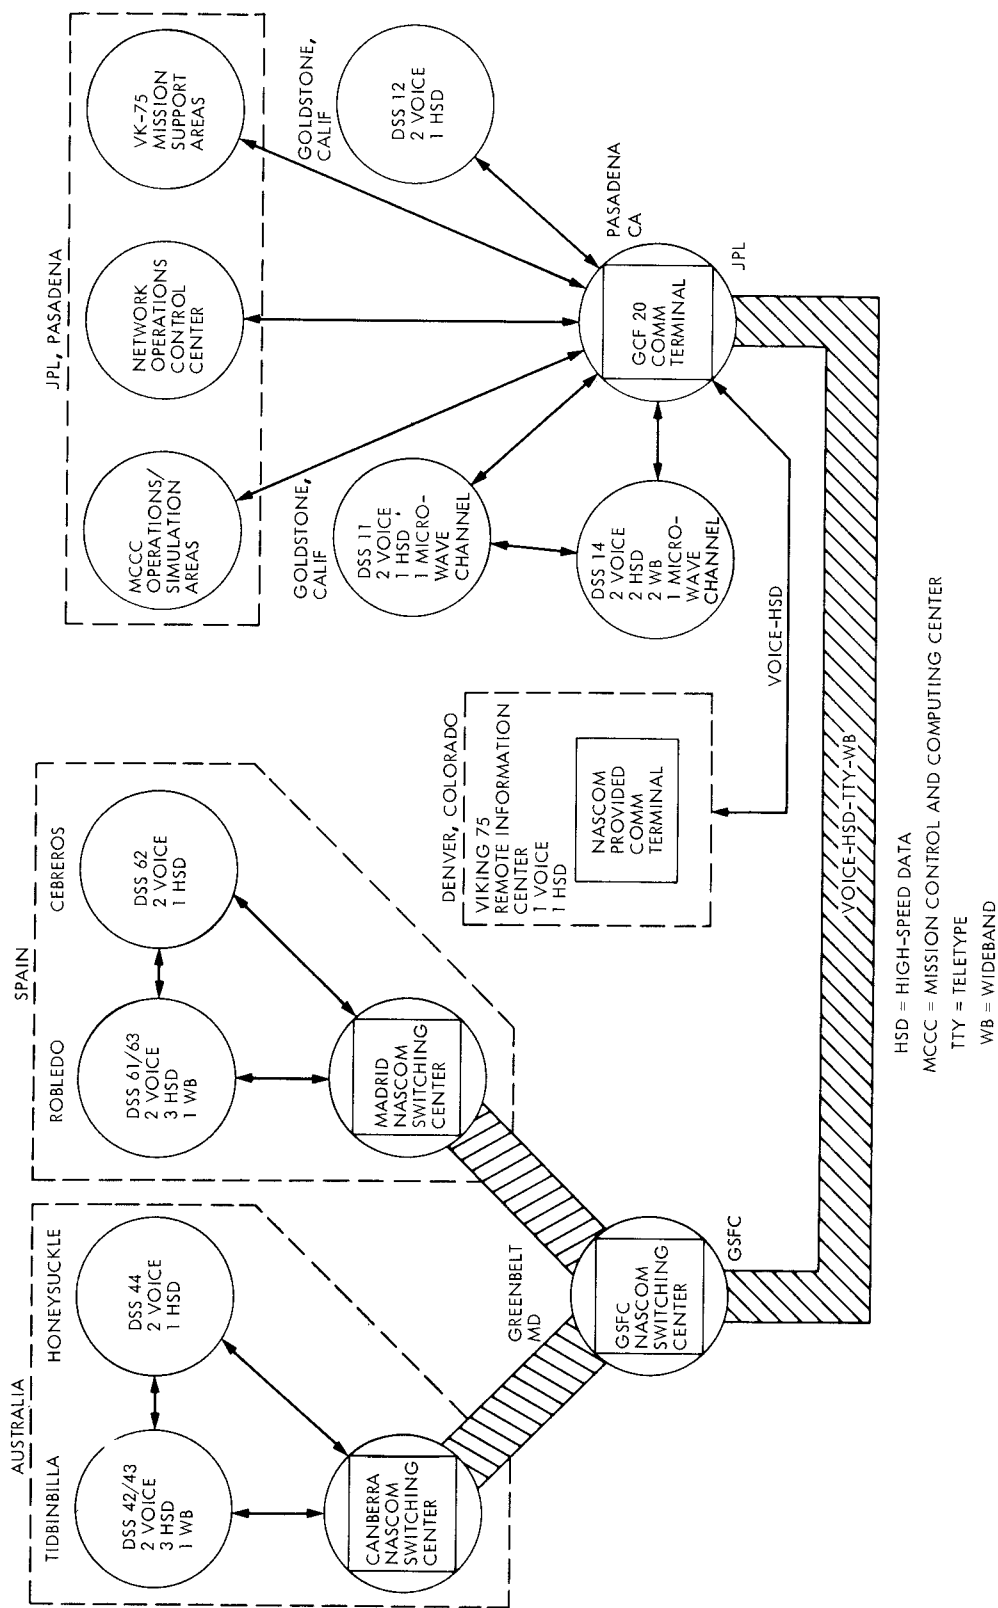 AUSTRALIA
TIDBINBILLA
HONEYSUCKLE
DSS 42/43
2 VOICE
3 HSD
1 WB
DSS 44
2 VOICE
1 HSD
CANBERRA
NASCOM
SWITCHING
CENTER
SPAIN
ROBLEDO
CEBREROS
DSS 61/63
2 VOICE
3 HSD
1 WB
DSS 62
2 VOICE
1 HSD
MADRID
NASCOM
SWITCHING
CENTER
GREENBELT
MD
GSFC
NASCOM
SWITCHING
CENTER
GSFC
DENVER, COLORADO
VIKING 75
REMOTE INFORMATION
CENTER
1 VOICE
1 HSD
NASCOM
PROVIDED
COMM
TERMINAL
VOICE-HSD
VOICE-HSD-TTY-WB
JPL, PASADENA
MCCC
OPERATIONS/
SIMULATION
AREAS
NETWORK
OPERATIONS
CONTROL
CENTER
VK-75
MISSION
SUPPORT
AREAS
GOLDSTONE,
CALIF
DSS 11
2 VOICE
1 HSD
1 MICRO-
WAVE
CHANNEL
DSS 14
2 VOICE
2 HSD
2 WB
1 MICRO-
WAVE
CHANNEL
GOLDSTONE,
CALIF
DSS 12
2 VOICE
1 HSD
PASADENA
CA
GCF 20
COMM
TERMINAL
JPL
HSD = HIGH-SPEED DATA
MCCC = MISSION CONTROL AND COMPUTING CENTER
TTY = TELETYPE
WB = WIDEBAND